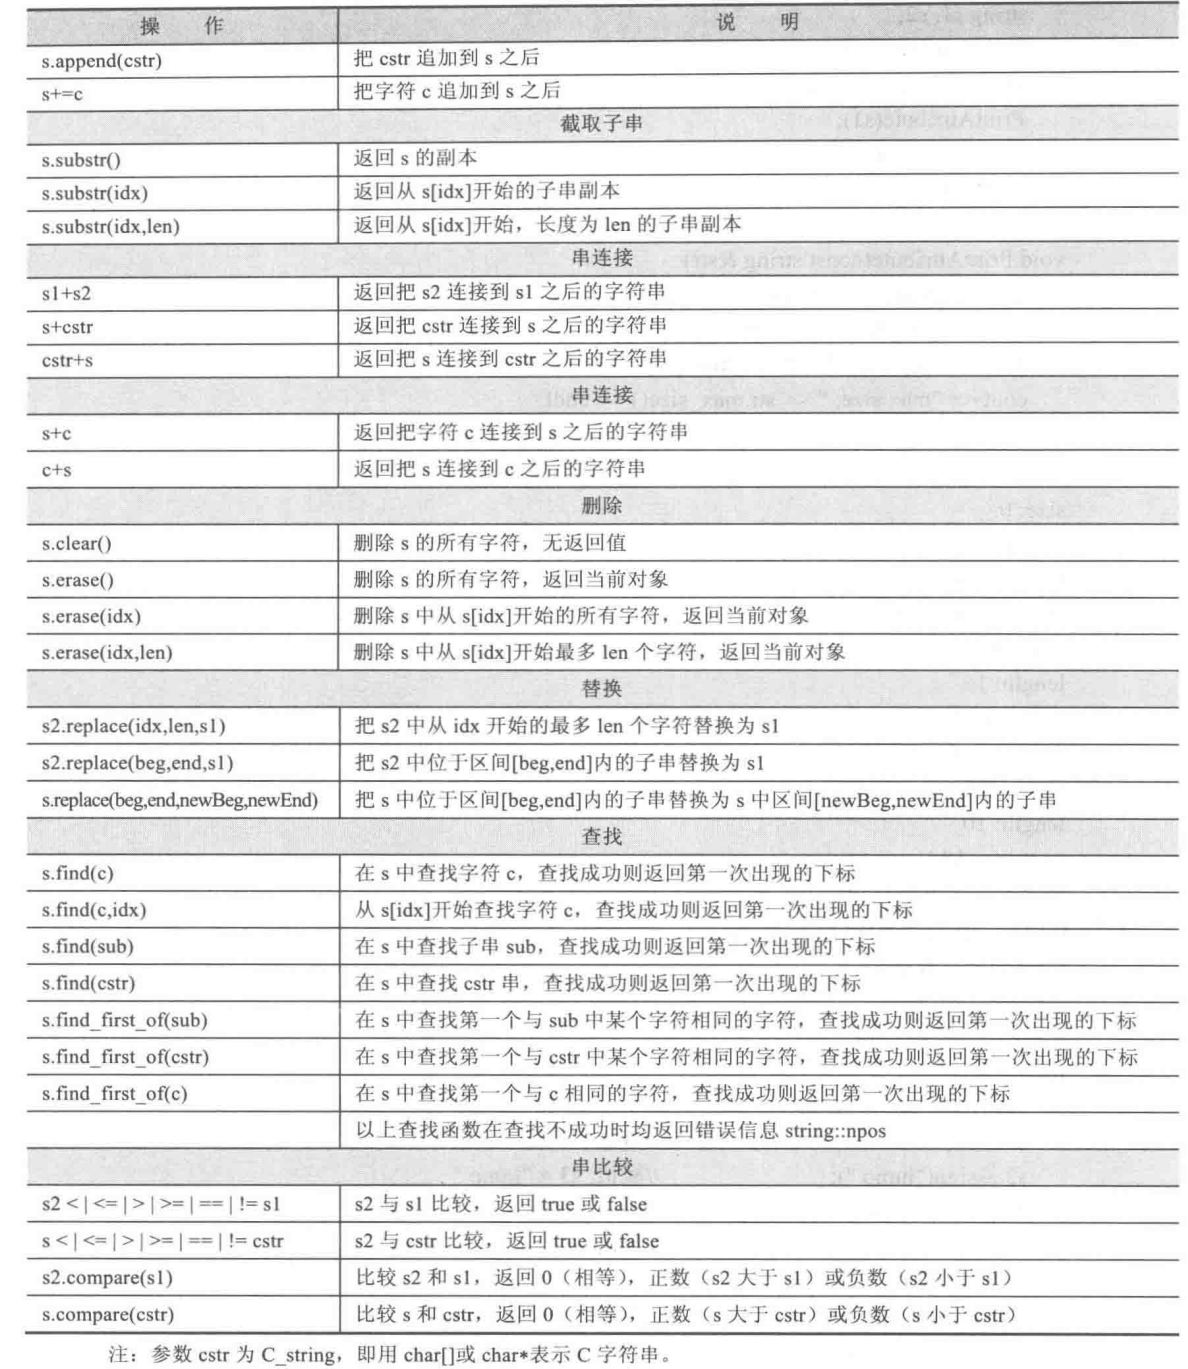 操 作 说 明
s.append(cstr) 把 cstr 追加到 s 之后
s+=c 把字符 c 追加到 s 之后
截取子串
s.substr() 返回 s 的副本
s.substr(idx) 返回从 s[idx]开始的子串副本
s.substr(idx,len) 返回从 s[idx]开始，长度为 len 的子串副本
串连接
s1+s2 返回把 s2 连接到 s1 之后的字符串
s+cstr 返回把 cstr 连接到 s 之后的字符串
cstr+s 返回把 s 连接到 cstr 之后的字符串
串连接
s+c 返回把字符 c 连接到 s 之后的字符串
c+s 返回把 s 连接到 c 之后的字符串
删除
s.clear() 删除 s 的所有字符，无返回值
s.erase() 删除 s 的所有字符，返回当前对象
s.erase(idx) 删除 s 中从 s[idx]开始的所有字符，返回当前对象
s.erase(idx,len) 删除 s 中从 s[idx]开始最多 len 个字符，返回当前对象
替换
s2.replace(idx,len,s1) 把 s2 中从 idx 开始的最多 len 个字符替换为 s1
s2.replace(beg,end,s1) 把 s2 中位于区间[beg,end]内的子串替换为 s1
s.replace(beg,end,newBeg,newEnd) 把 s 中位于区间[beg,end]内的子串替换为 s 中区间[newBeg,newEnd]内的子串
查找
s.find(c) 在 s 中查找字符 c，查找成功则返回第一次出现的下标
s.find(c,idx) 从 s[idx]开始查找字符 c，查找成功则返回第一次出现的下标
s.find(sub) 在 s 中查找子串 sub，查找成功则返回第一次出现的下标
s.find(cstr) 在 s 中查找 cstr 串，查找成功则返回第一次出现的下标
s.find_first_of(sub) 在 s 中查找第一个与 sub 中某个字符相同的字符，查找成功则返回第一次出现的下标
s.find_first_of(cstr) 在 s 中查找第一个与 cstr 中某个字符相同的字符，查找成功则返回第一次出现的下标
s.find_first_of(c) 在 s 中查找第一个与 c 相同的字符，查找成功则返回第一次出现的下标
以上查找函数在查找不成功时均返回错误信息 string::npos
串比较
s2 < | <= | > | >= | == | != s1 s2 与 s1 比较，返回 true 或 false
s < | <= | > | >= | == | != cstr s2 与 cstr 比较，返回 true 或 false
s2.compare(s1) 比较 s2 和 s1，返回 0（相等），正数（s2 大于 s1）或负数（s2 小于 s1）
s.compare(cstr) 比较 s 和 cstr，返回 0（相等），正数（s 大于 cstr）或负数（s 小于 cstr）
注：参数 cstr 为 C_string，即用 char[]或 char*表示 C 字符串。